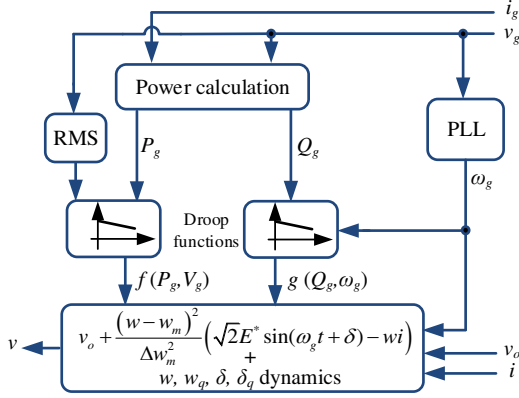 i_g
v_g
Power calculation
RMS
PLL
P_g
Q_g
ω_g
Droop
functions
f (P_g,V_g)
g (Q_g,ω_g)
v_o + (w − w_m)^2 / Δw_m^2 (√2E* sin(ω_g t + δ) − wi)
+
w, w_q, δ, δ_q dynamics
v
v_o
i